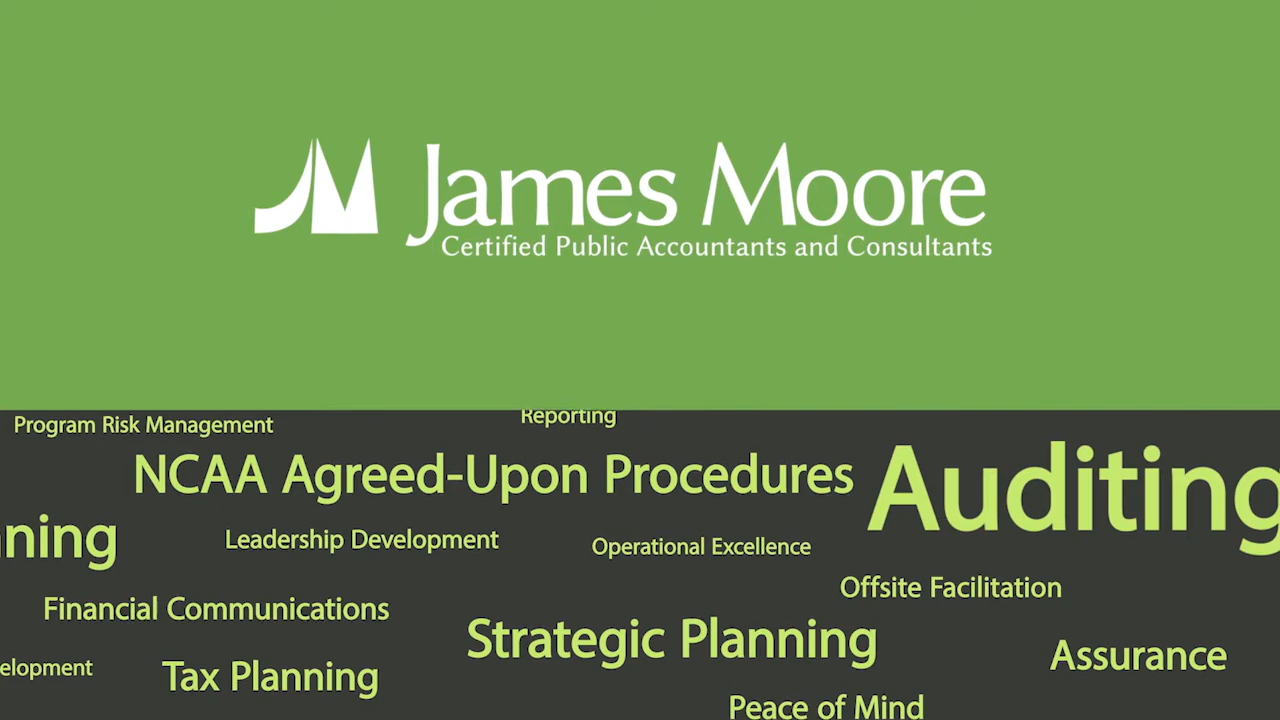 James Moore
Certified Public Accountants and Consultants
Program Risk Management
Reporting
NCAA Agreed-Upon Procedures
Auditing
nning
Leadership Development
Operational Excellence
Offsite Facilitation
Financial Communications
Strategic Planning
Assurance
elopment
Tax Planning
Peace of Mind